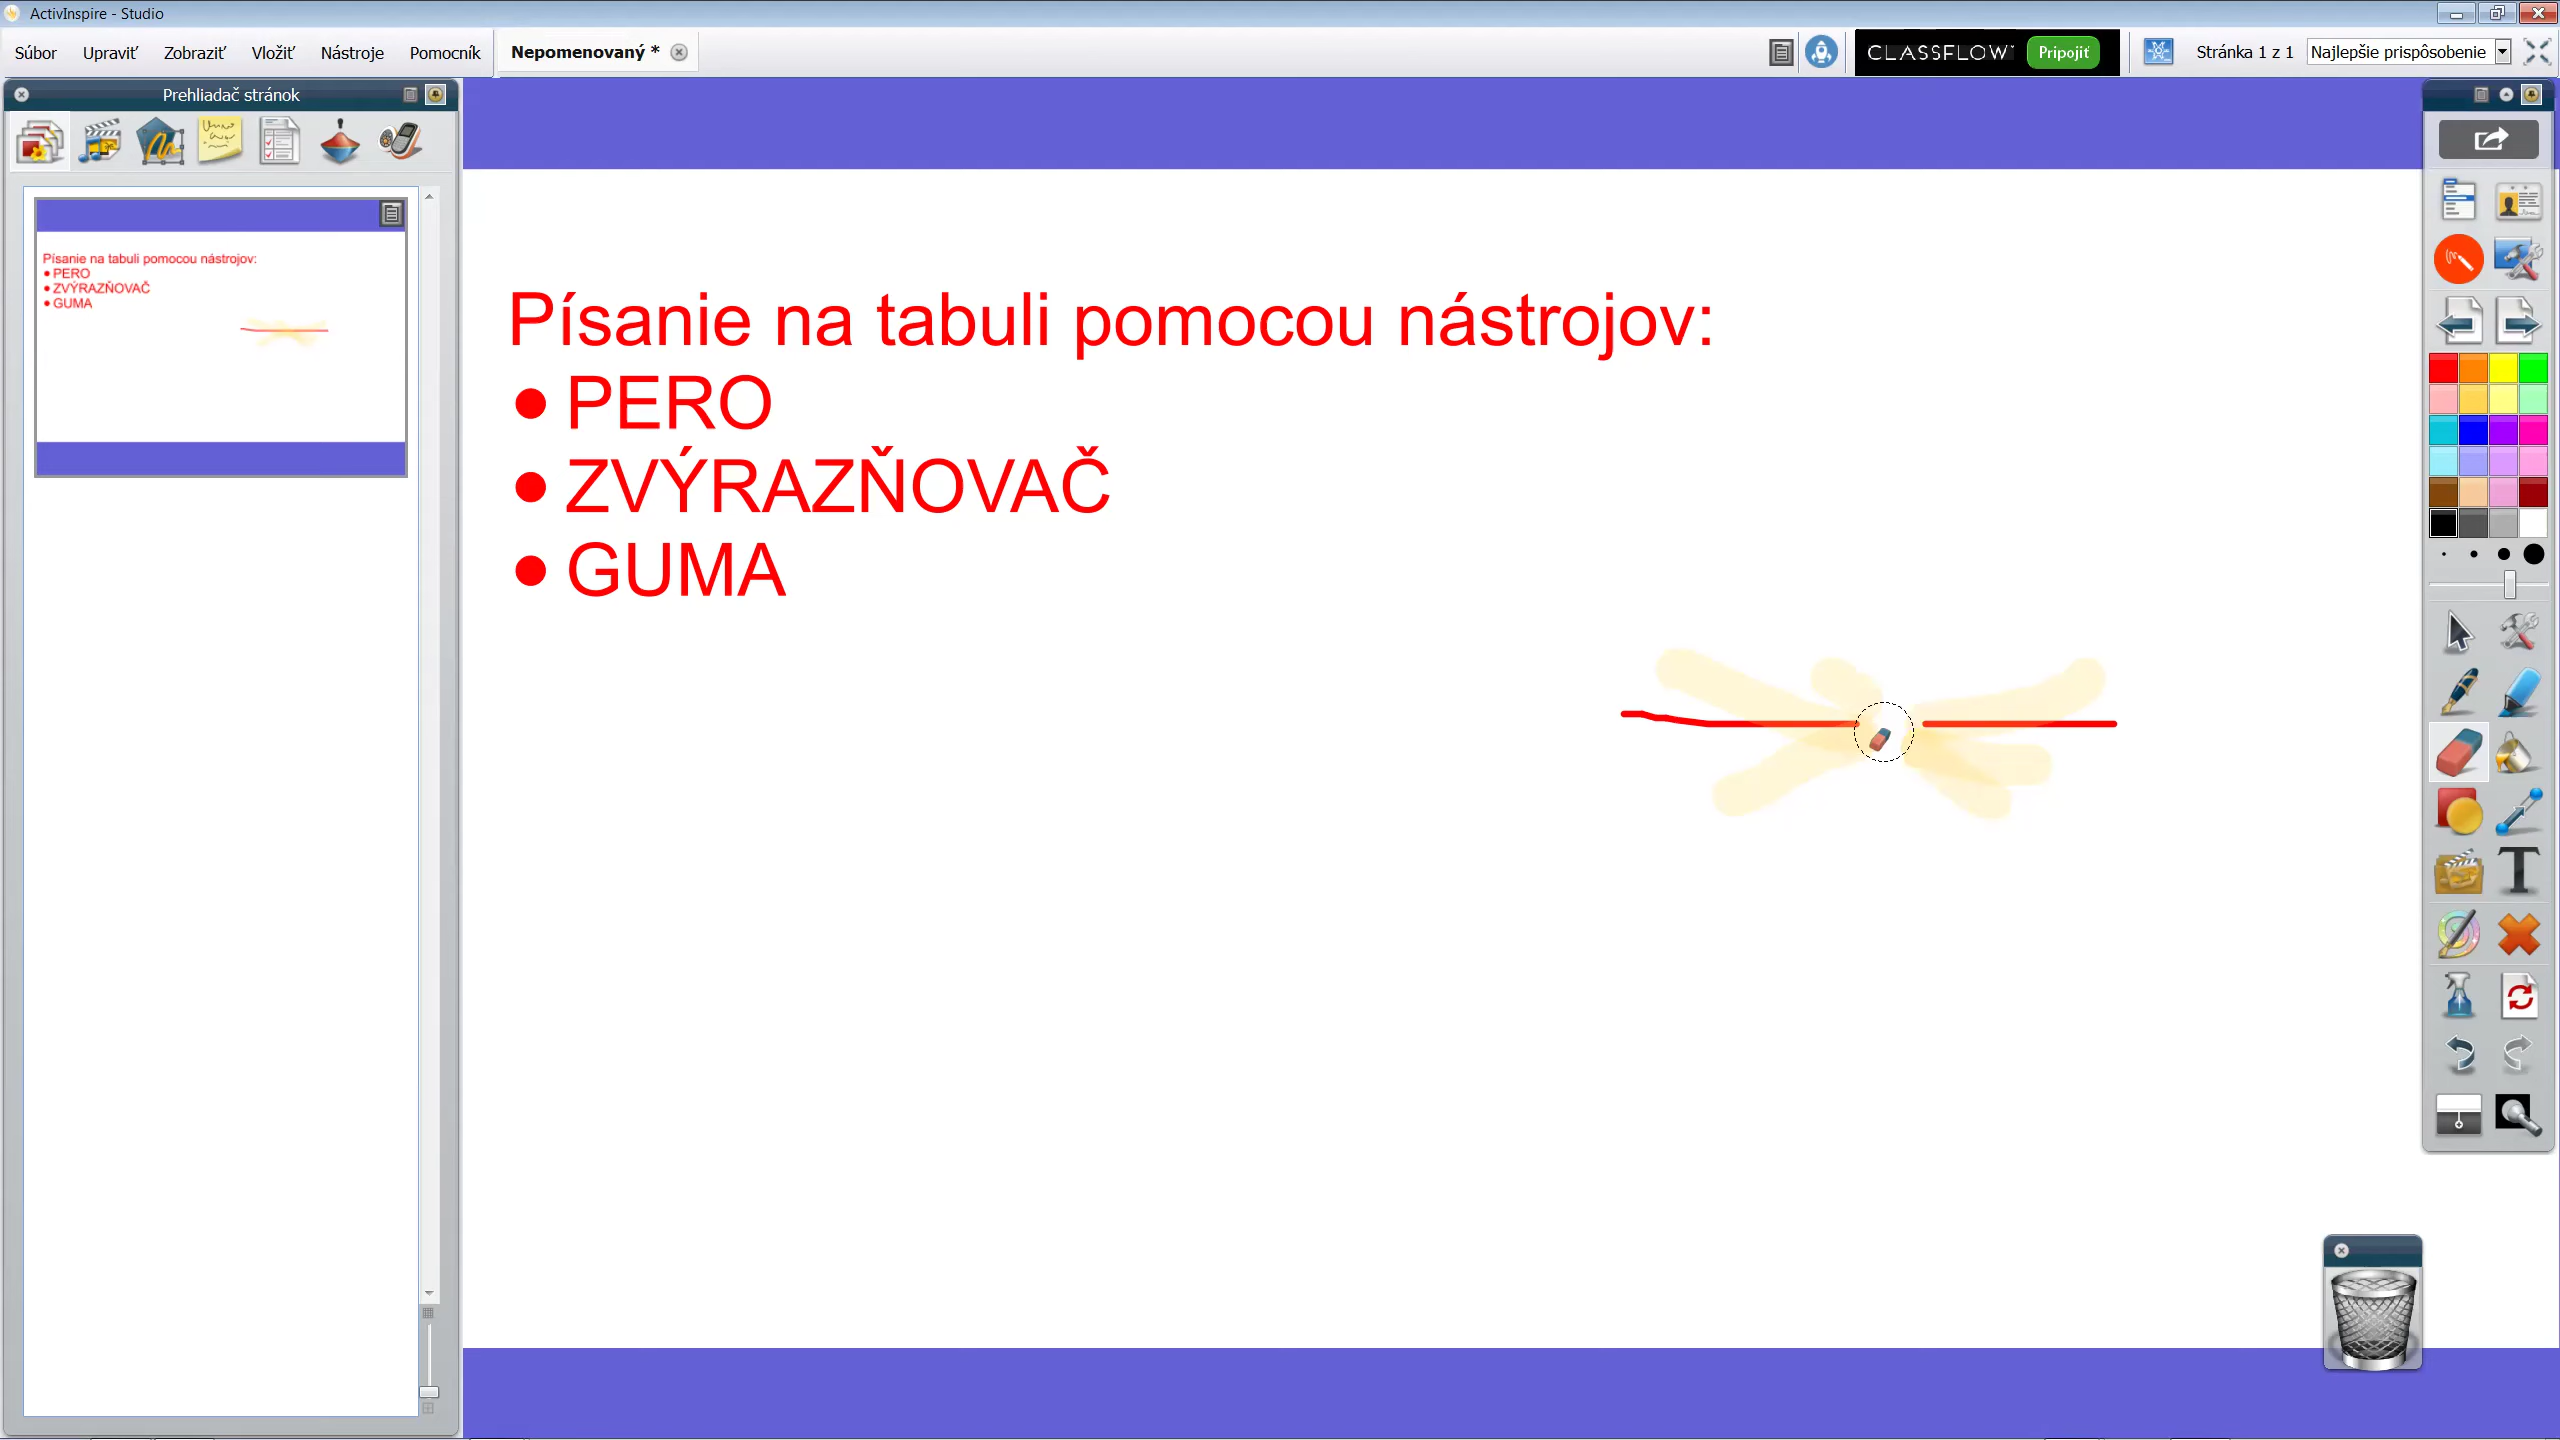 ActivInspire - Studio
Súbor Upraviť Zobraziť Vložiť Nástroje Pomocník Nepomenovaný * CLASSFLOW Pripojiť Stránka 1 z 1 Najlepšie prispôsobenie
Prehliadač stránok
Písanie na tabuli pomocou nástrojov:
● PERO
● ZVÝRAZŇOVAČ
● GUMA
Písanie na tabuli pomocou nástrojov:
● PERO
● ZVÝRAZŇOVAČ
● GUMA